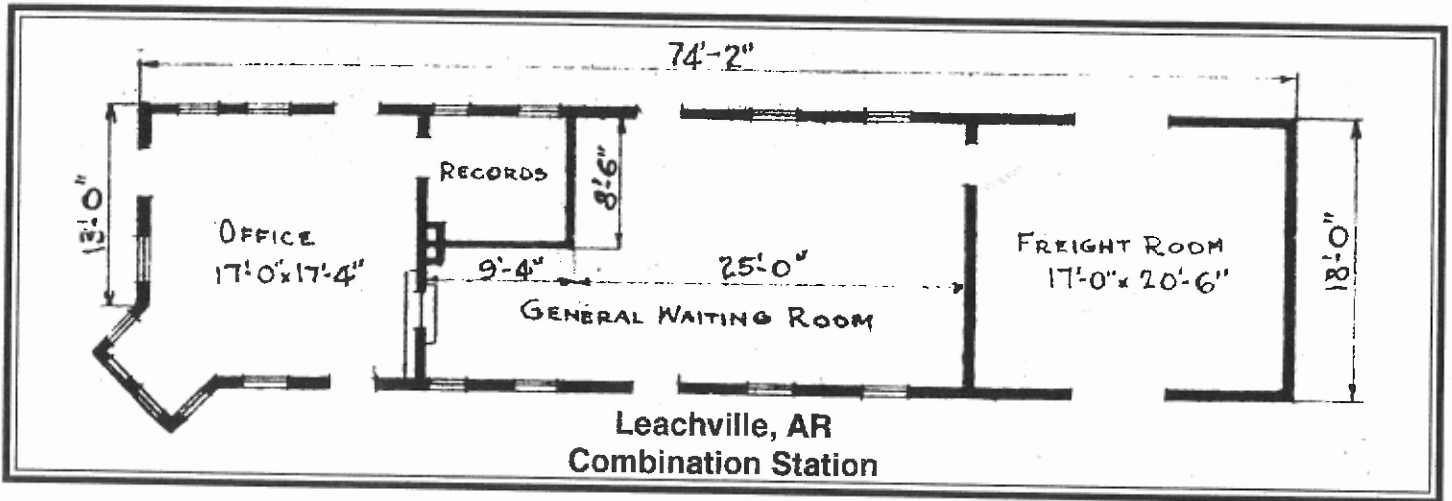 74'-2"
13'-0"
RECORDS
8'-6"
OFFICE
17'-0"x17'-4"
9'-4"
25'-0"
FREIGHT ROOM
17'-0"x 20'-6"
18'-0"
GENERAL WAITING ROOM
Leachville, AR
Combination Station